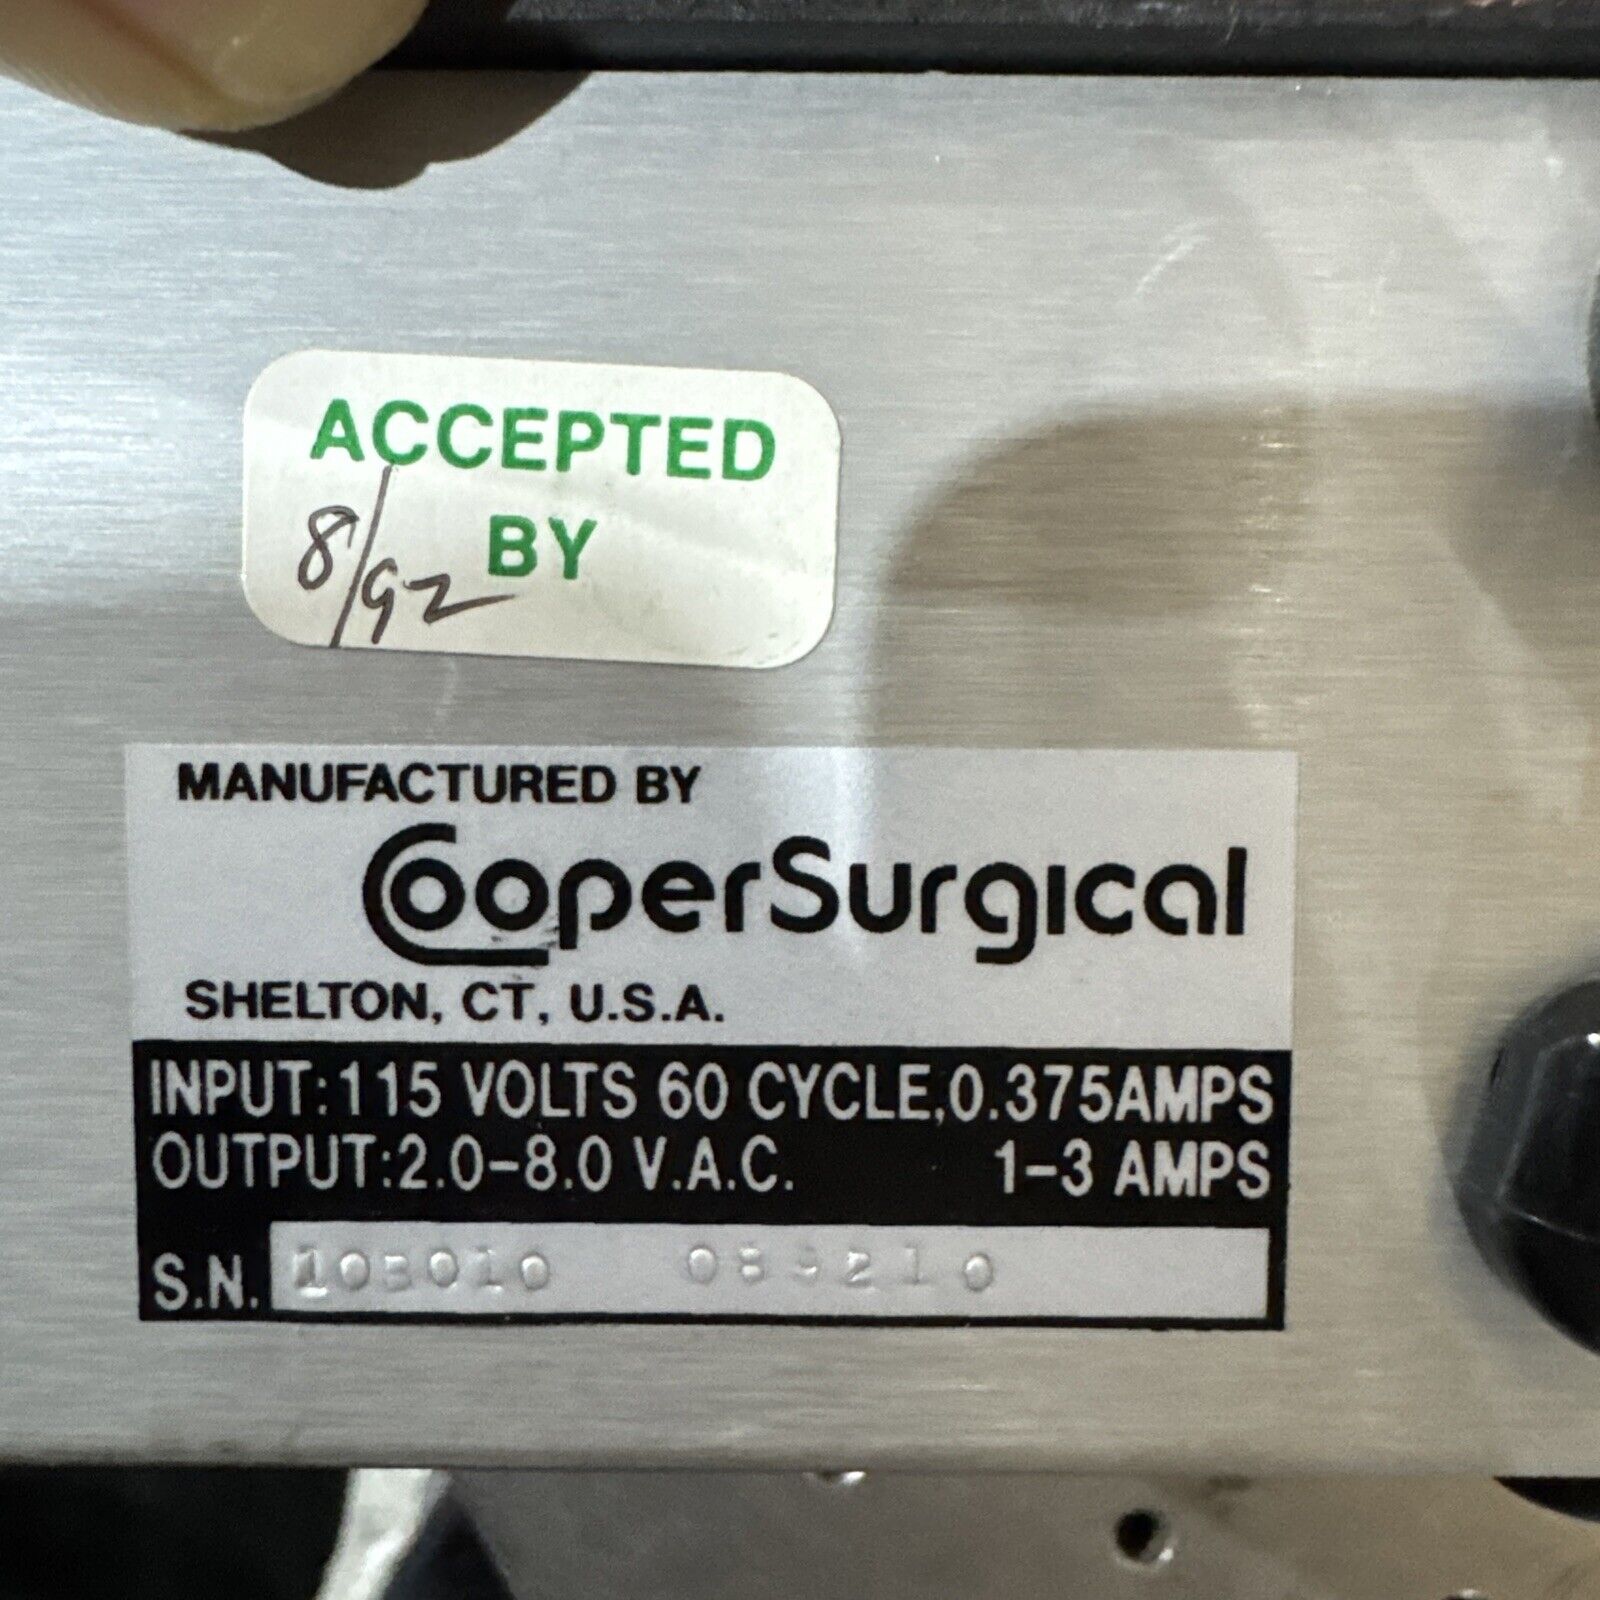 ACCEPTED
BY
8/92
MANUFACTURED BY
CooperSurgical
SHELTON, CT, U.S.A.
INPUT:115 VOLTS 60 CYCLE,0.375AMPS
OUTPUT:2.0-8.0 V.A.C. 1-3 AMPS
S.N.